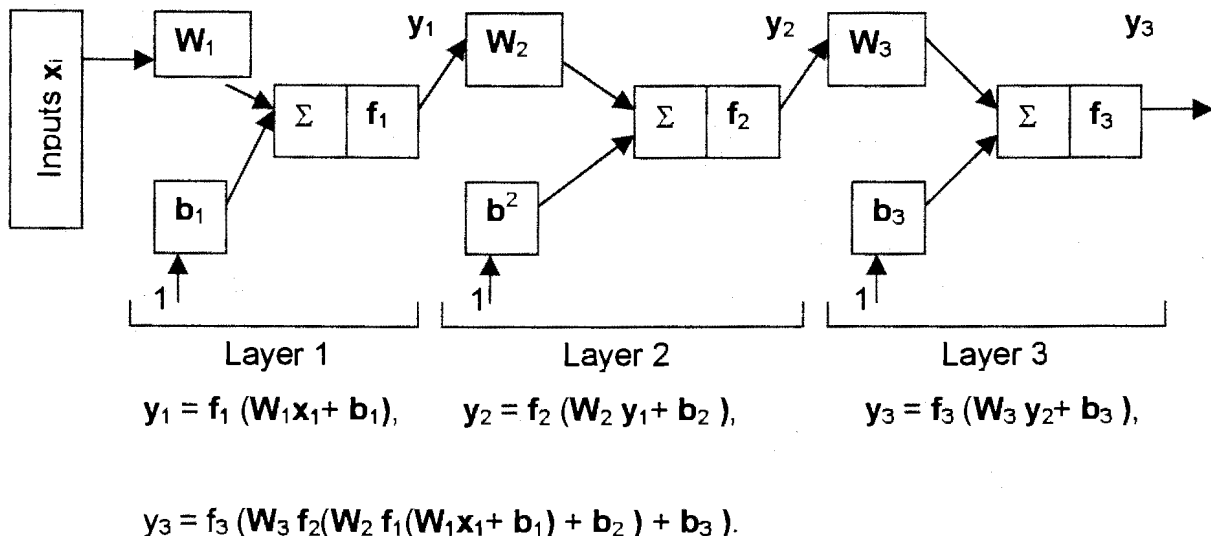 Inputs xi
W1 y1 W2 y2 W3 y3
Σ f1 Σ f2 Σ f3
b1 b² b3
1 1 1
Layer 1 Layer 2 Layer 3
y1 = f1 (W1x1+ b1), y2 = f2 (W2 y1+ b2 ), y3 = f3 (W3 y2+ b3 ),
y3 = f3 (W3 f2(W2 f1(W1x1+ b1) + b2 ) + b3 ).